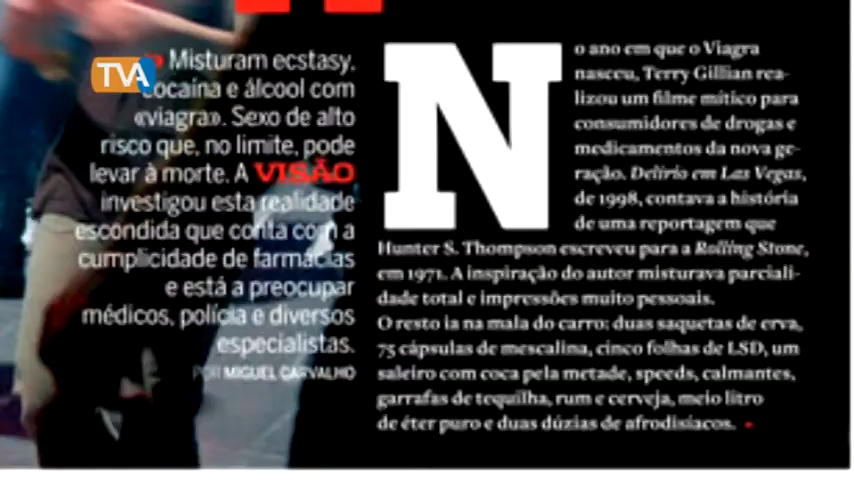 TVA
Misturam ecstasy,
cocaína e álcool com
«viagra». Sexo de alto
risco que, no limite, pode
levar à morte. A VISÃO
investigou esta realidade
escondida que conta com a
cumplicidade de farmácias
e está a preocupar
médicos, polícia e diversos
especialistas.
POR MIGUEL CARVALHO
No ano em que o Viagra
nasceu, Terry Gillian rea-
lizou um filme mítico para
consumidores de drogas e
medicamentos da nova ge-
ração. Delírio em Las Vegas,
de 1998, contava a história
de uma reportagem que
Hunter S. Thompson escreveu para a Rolling Stone,
em 1971. A inspiração do autor misturava parciali-
dade total e impressões muito pessoais.
O resto ia na mala do carro: duas saquetas de erva,
75 cápsulas de mescalina, cinco folhas de LSD, um
saleiro com coca pela metade, speeds, calmantes,
garrafas de tequilha, rum e cerveja, meio litro
de éter puro e duas dúzias de afrodisíacos.